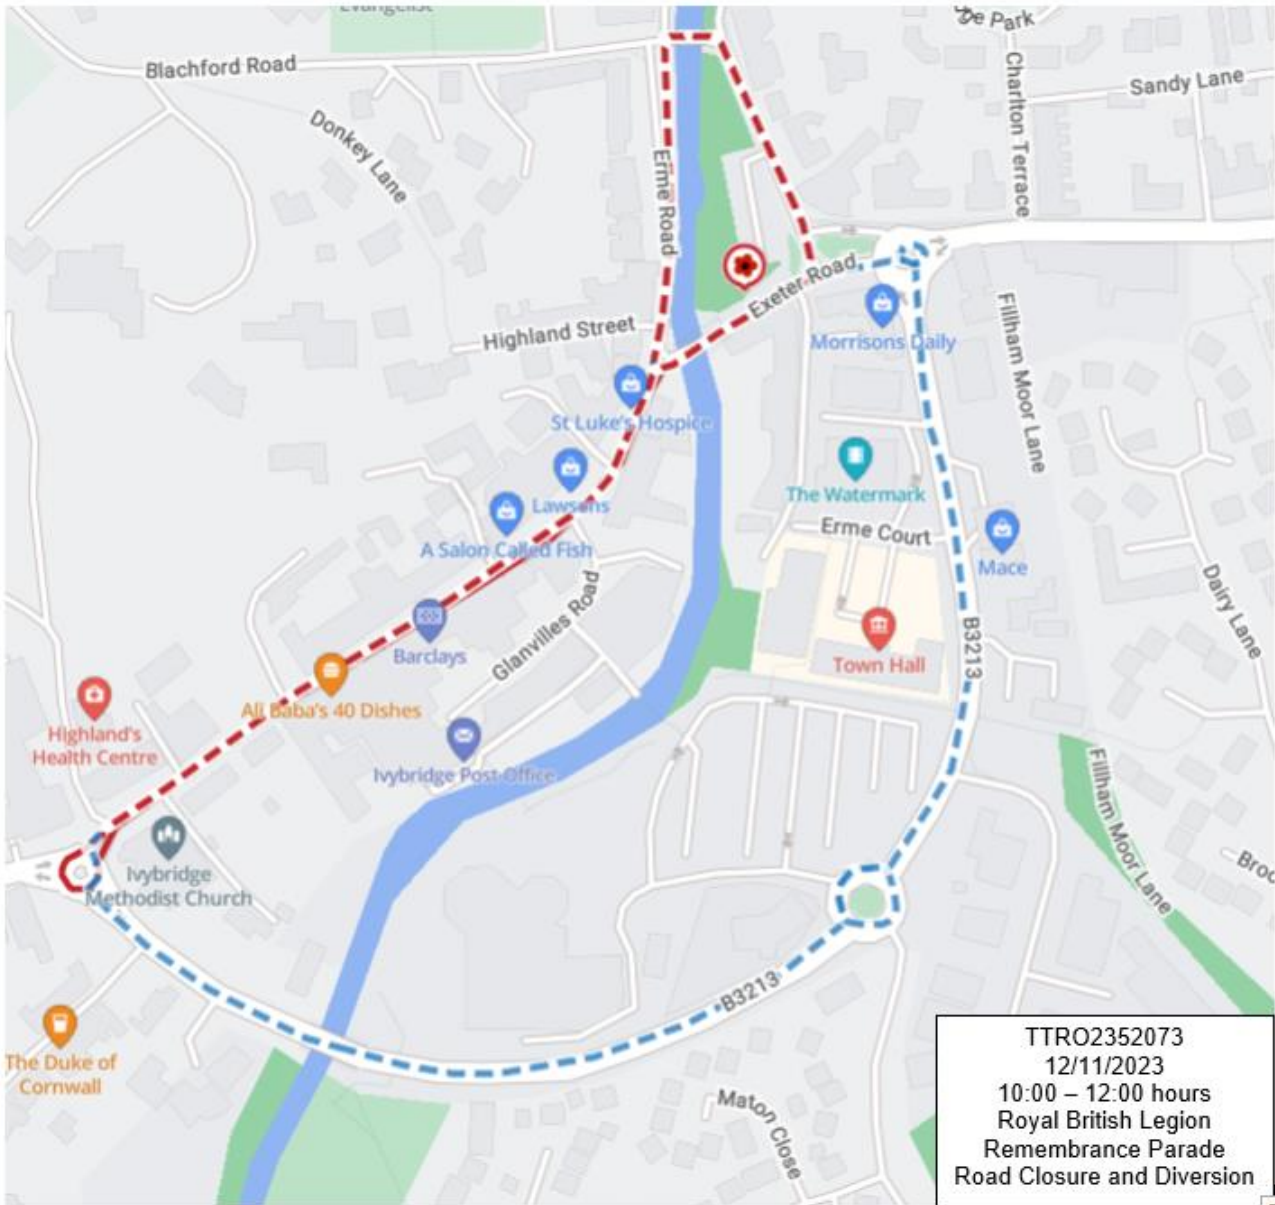 Evangelist
Park
Blachford Road
Sandy Lane
Charlton Terrace
Donkey Lane
Erme Road
Exeter Road
Highland Street
Morrisons Daily
Fillham Moor Lane
St Luke's Hospice
Lawsons
The Watermark
Erme Court
A Salon Called Fish
Mace
Dairy Lane
Glanvilles Road
B3213
Barclays
Town Hall
Ali Baba's 40 Dishes
Highland's
Health Centre
Ivybridge Post Office
Fillham Moor Lane
Ivybridge
Methodist Church
B3213
The Duke of
Cornwall
Maton Close
TTRO2352073
12/11/2023
10:00 – 12:00 hours
Royal British Legion
Remembrance Parade
Road Closure and Diversion